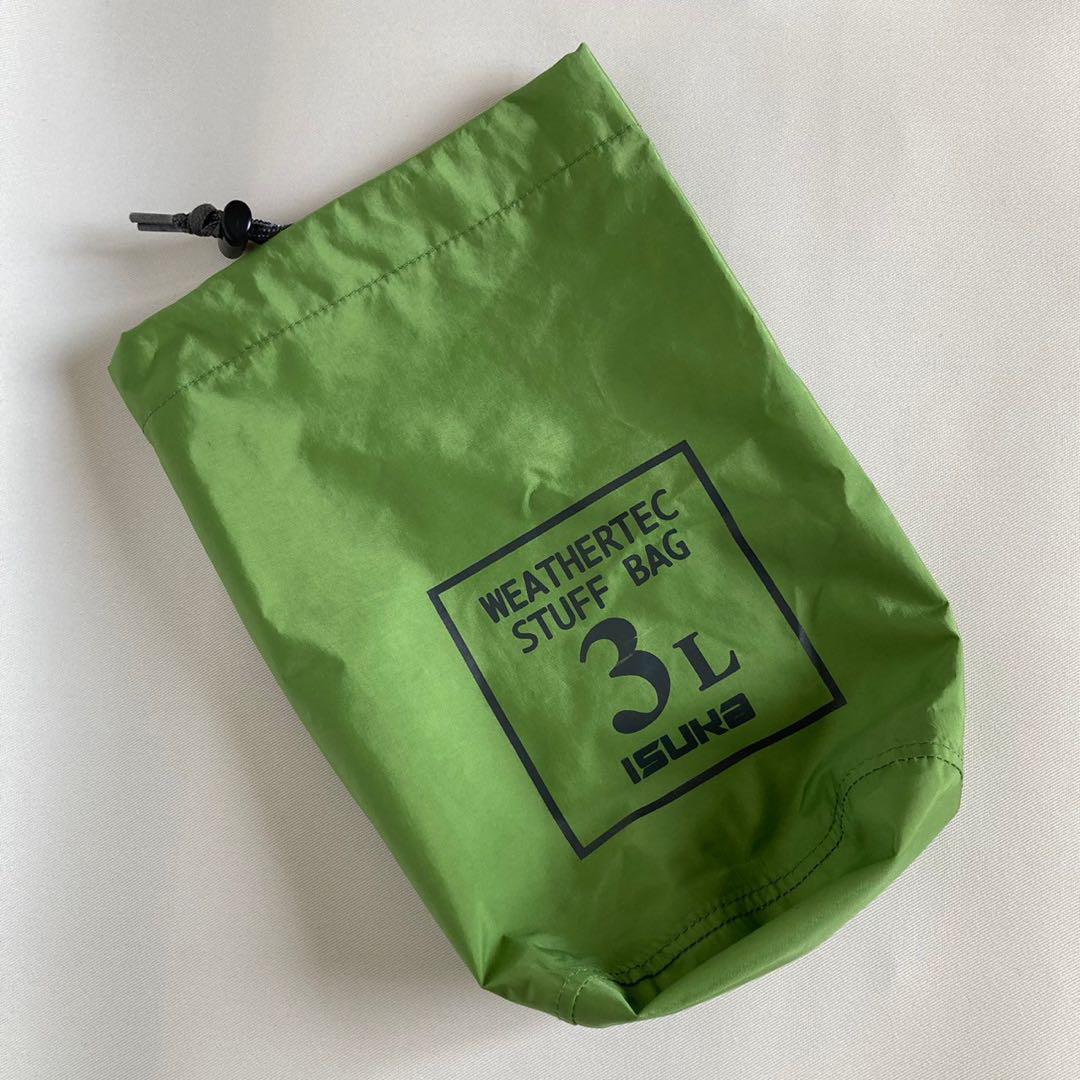 WEATHERTEC
STUFF BAG
3L
ISUKa